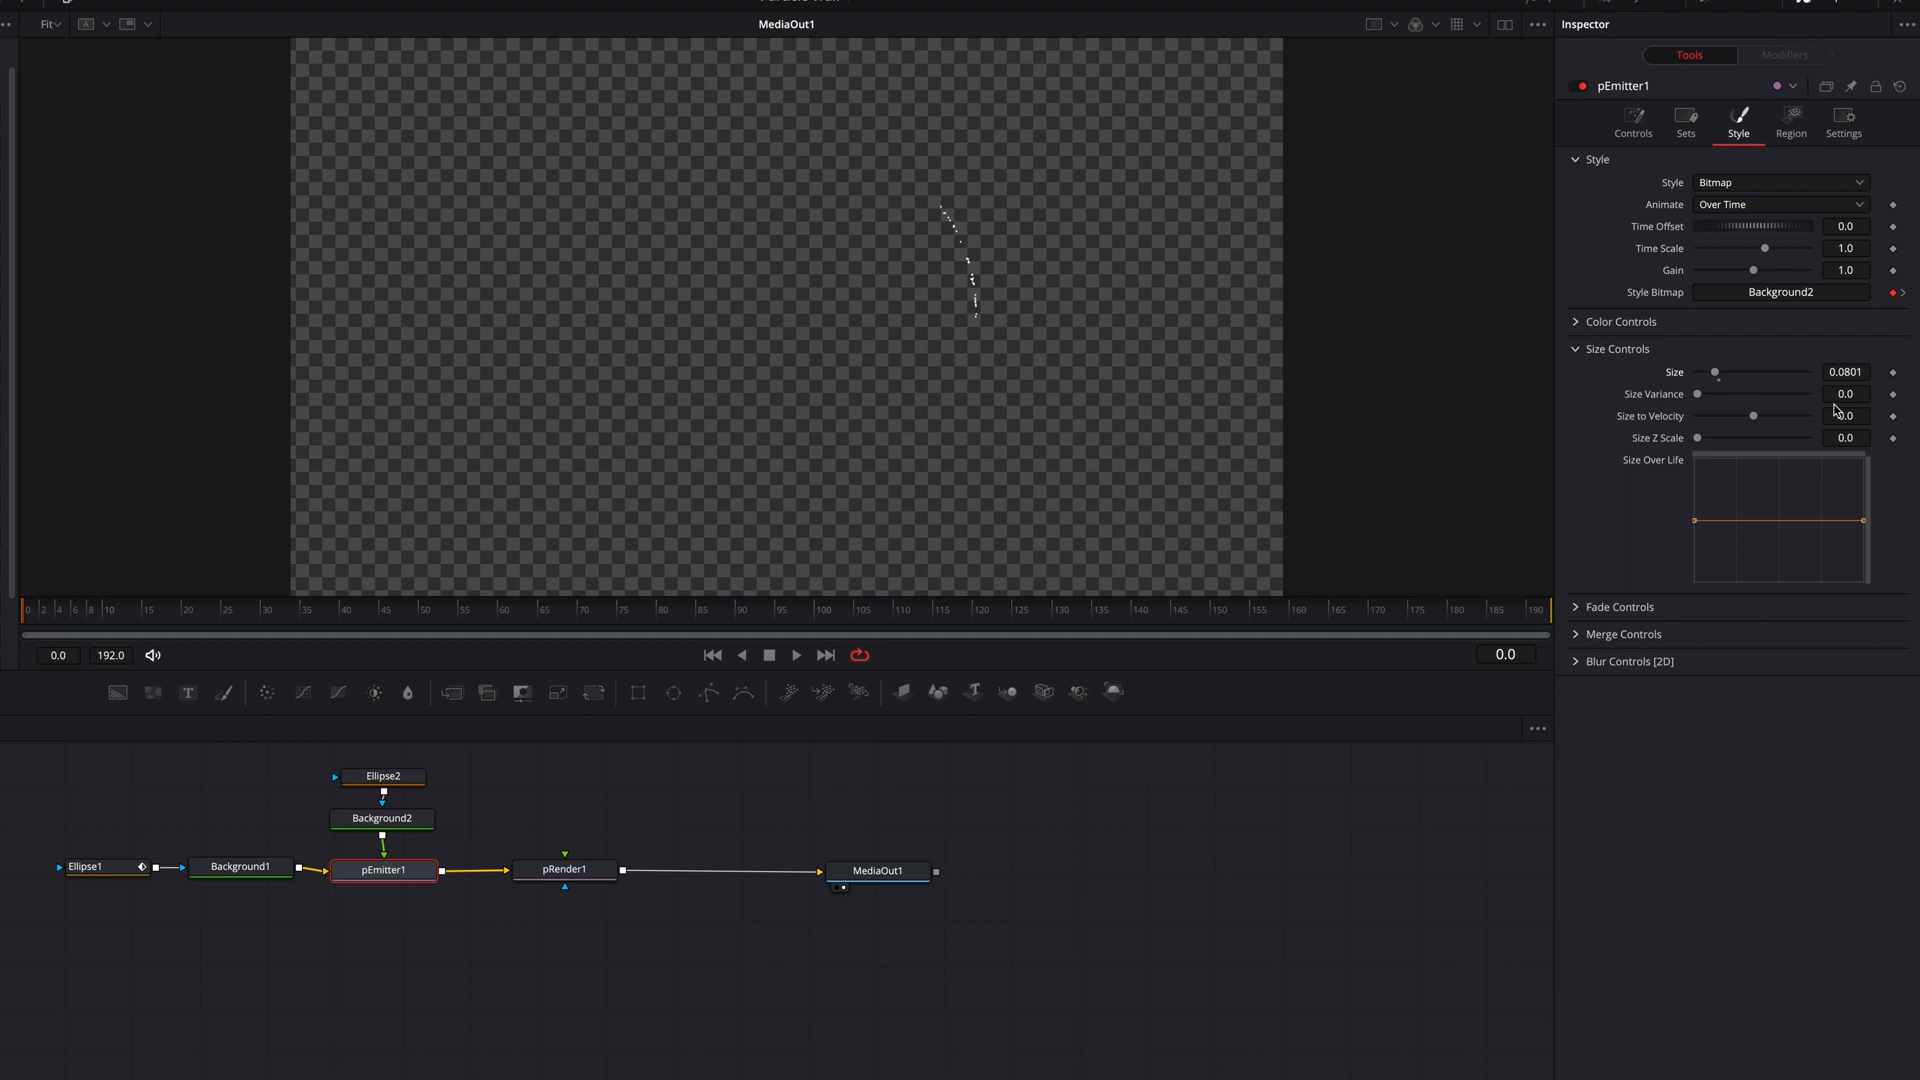 Fit
A
MediaOut1
Inspector
Tools
Modifiers
pEmitter1
Controls
Sets
Style
Region
Settings
Style
Style
Bitmap
Animate
Over Time
Time Offset
0.0
Time Scale
1.0
Gain
1.0
Style Bitmap
Background2
Color Controls
Size Controls
Size
0.0801
Size Variance
0.0
Size to Velocity
0.0
Size Z Scale
0.0
Size Over Life
Fade Controls
Merge Controls
Blur Controls [2D]
0 2 4 6 8 10 15 20 25 30 35 40 45 50 55 60 65 70 75 80 85 90 95 100 105 110 115 120 125 130 135 140 145 150 155 160 165 170 175 180 185 190
0.0
192.0
0.0
T
T
Ellipse2
Background2
Ellipse1
Background1
pEmitter1
pRender1
MediaOut1